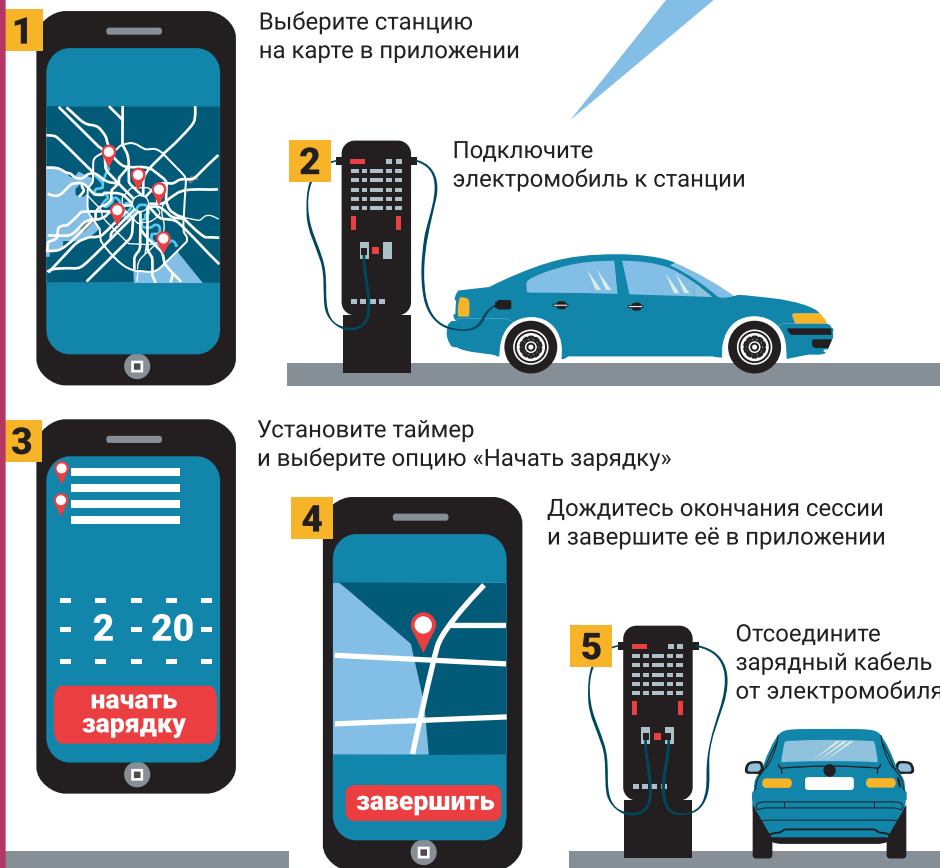 1
Выберите станцию
на карте в приложении
2
Подключите
электромобиль к станции
3
Установите таймер
и выберите опцию «Начать зарядку»
2 20
начать
зарядку
4
Дождитесь окончания сессии
и завершите её в приложении
завершить
5
Отсоедините
зарядный кабель
от электромобиля